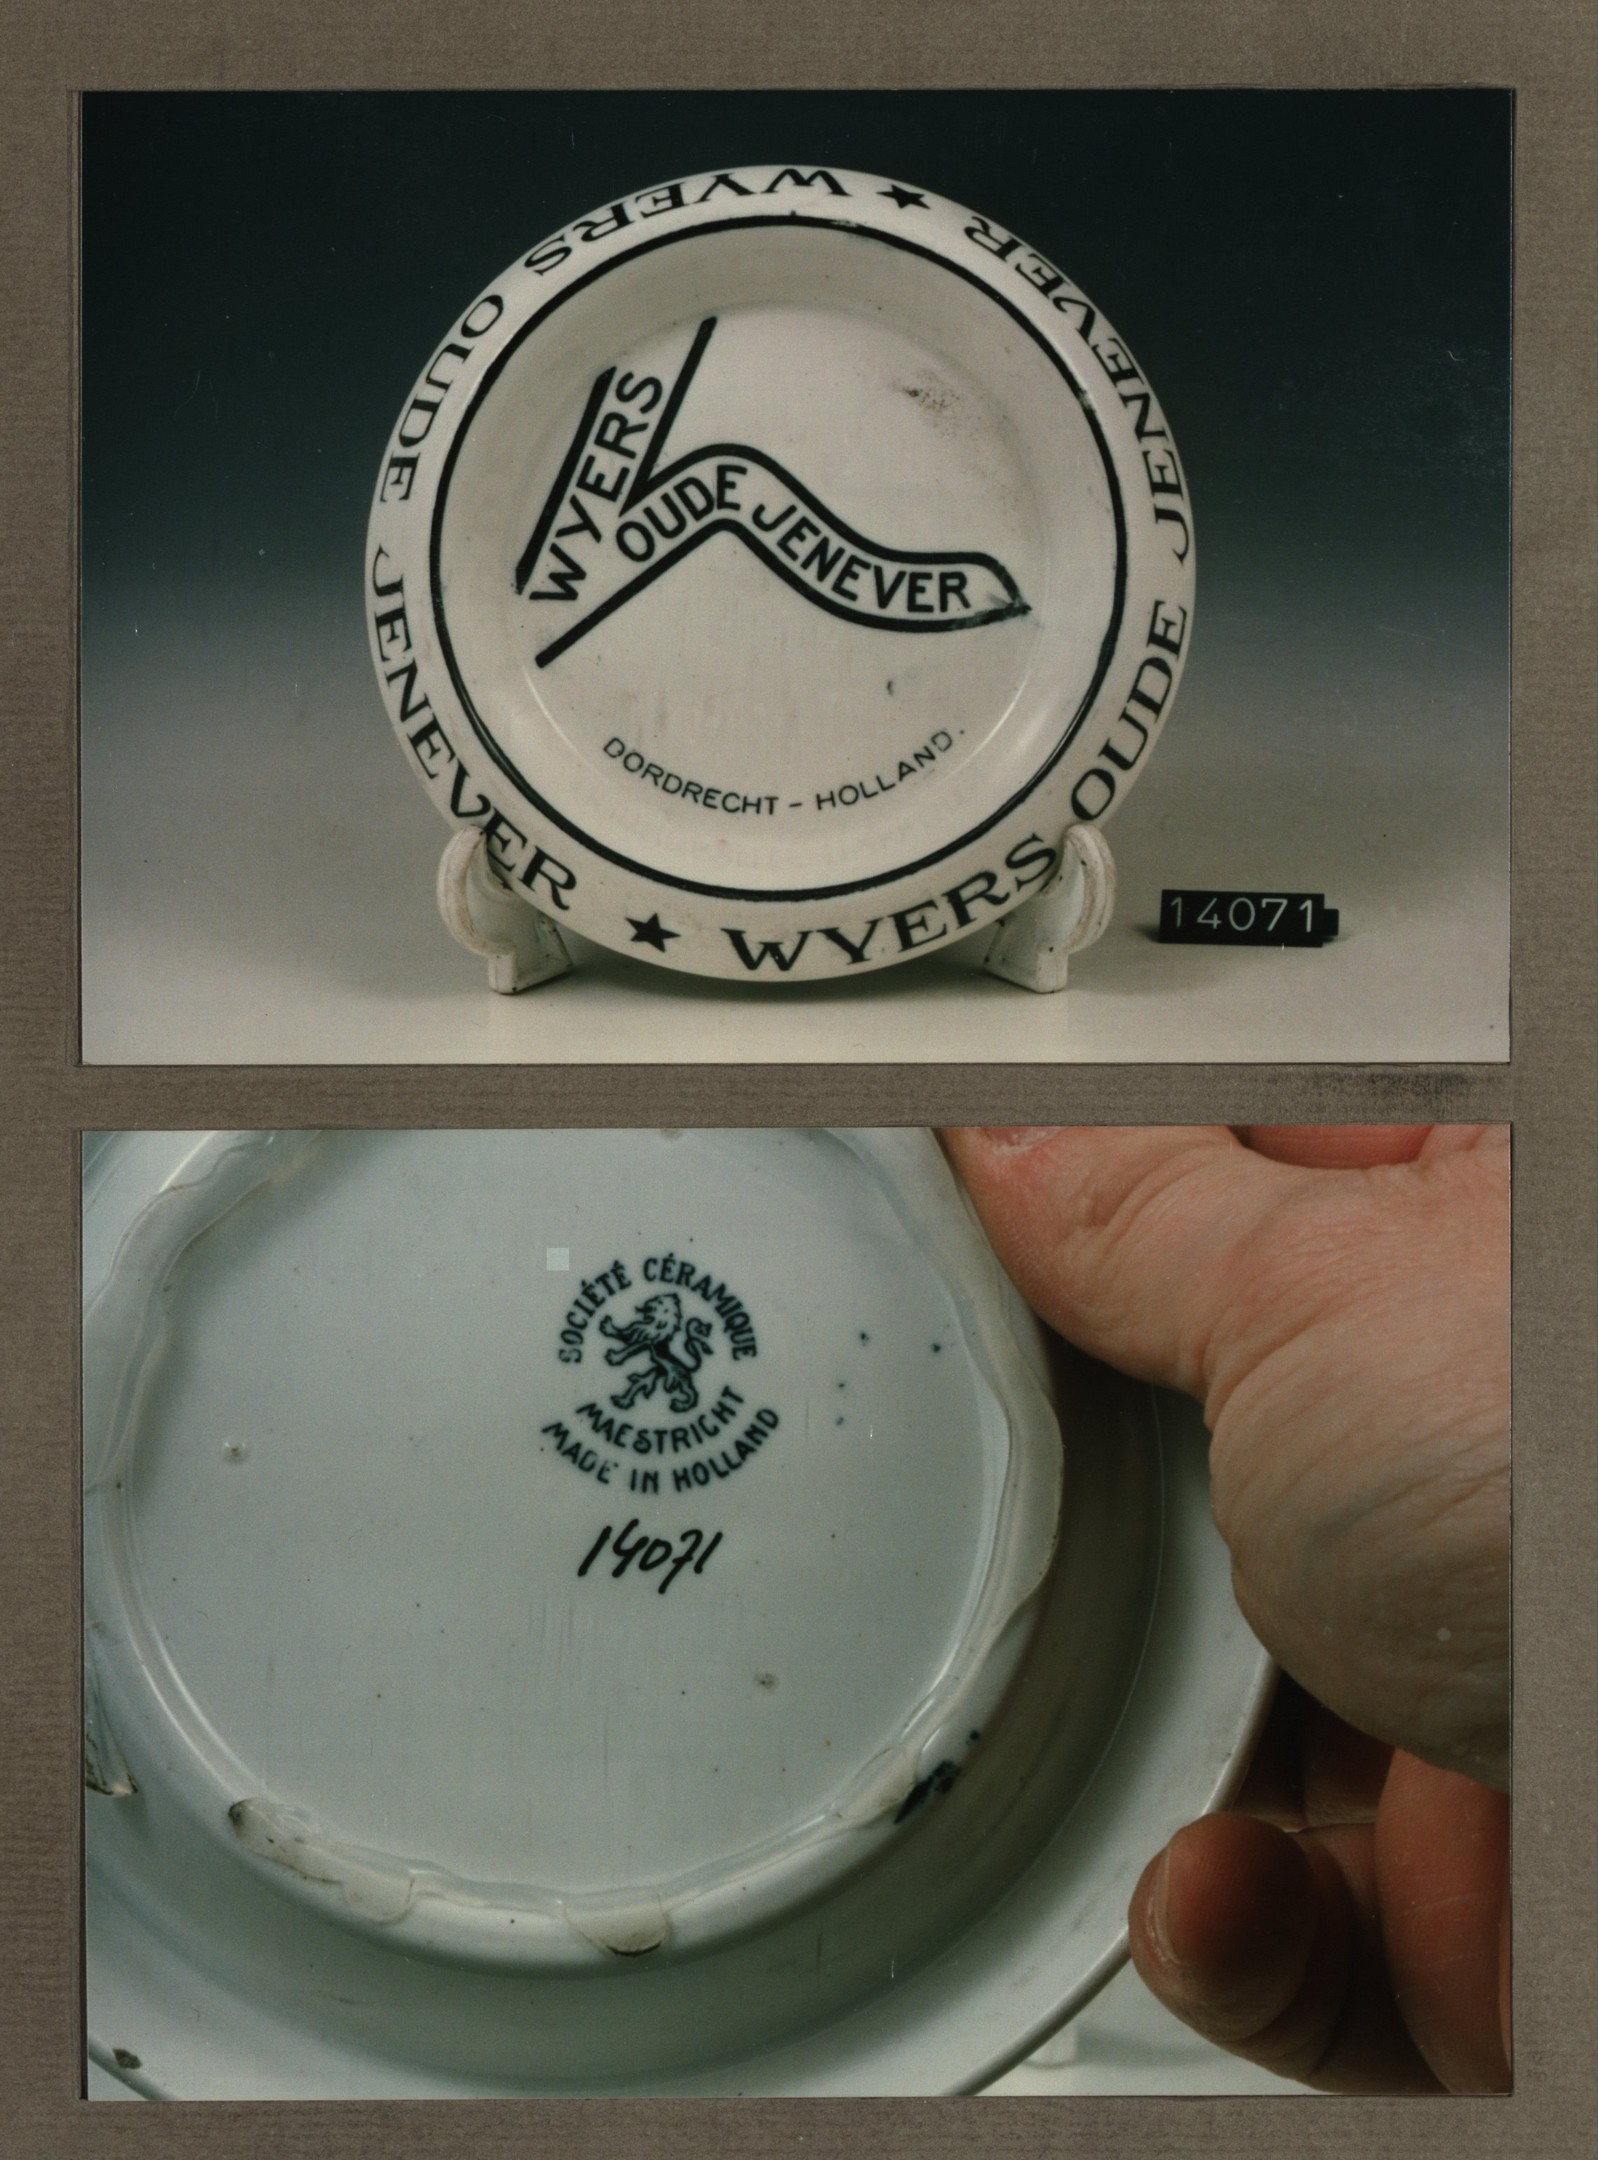 WYERS OUDE JENEVER ★ WYERS OUDE JENEVER ★
WYERS
OUDE JENEVER
DORDRECHT - HOLLAND.
14071
SOCIÉTÉ CÉRAMIQUE
MAESTRICHT
MADE IN HOLLAND
14071